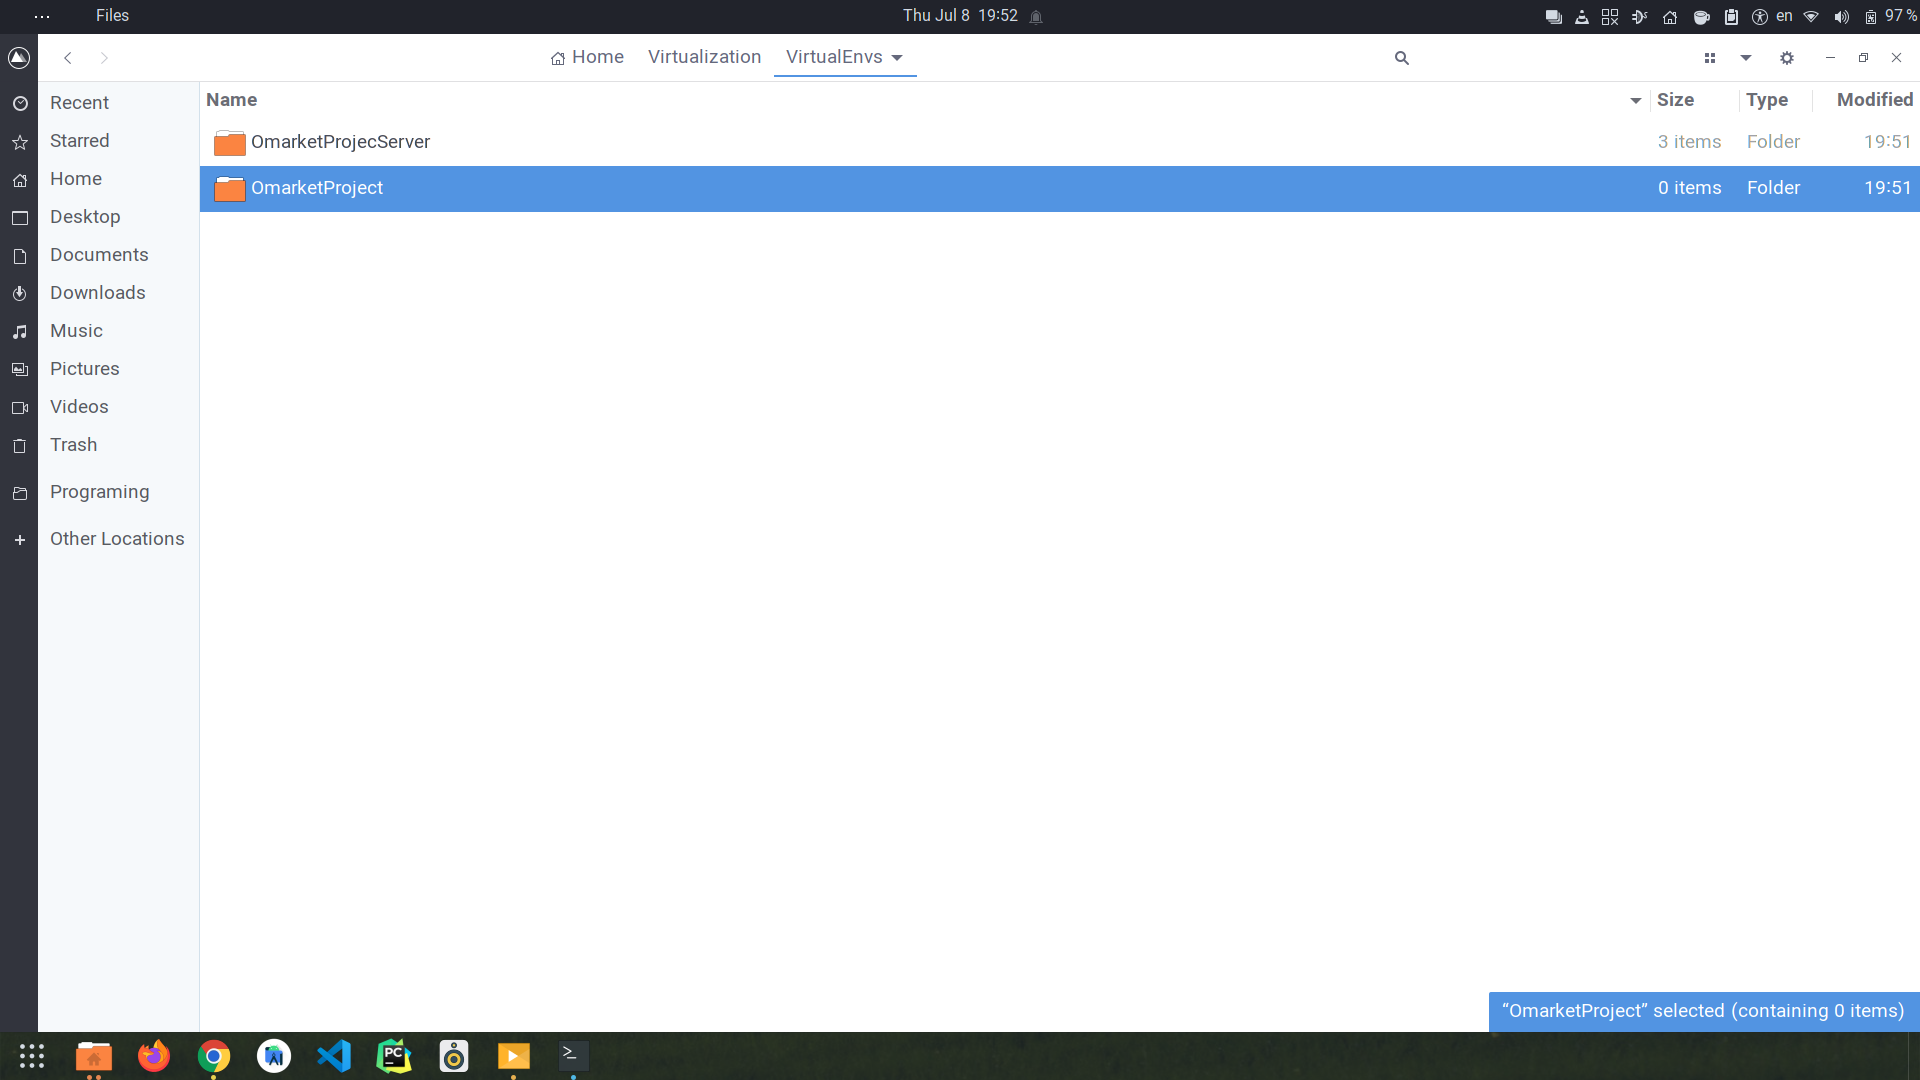 Files
Thu Jul 8 19:52
en
97 %
Home
Virtualization
VirtualEnvs
Recent
Starred
Home
Desktop
Documents
Downloads
Music
Pictures
Videos
Trash
Programing
Other Locations
Name Size Type Modified
OmarketProjecServer 3 items Folder 19:51
OmarketProject 0 items Folder 19:51
“OmarketProject” selected (containing 0 items)
PC